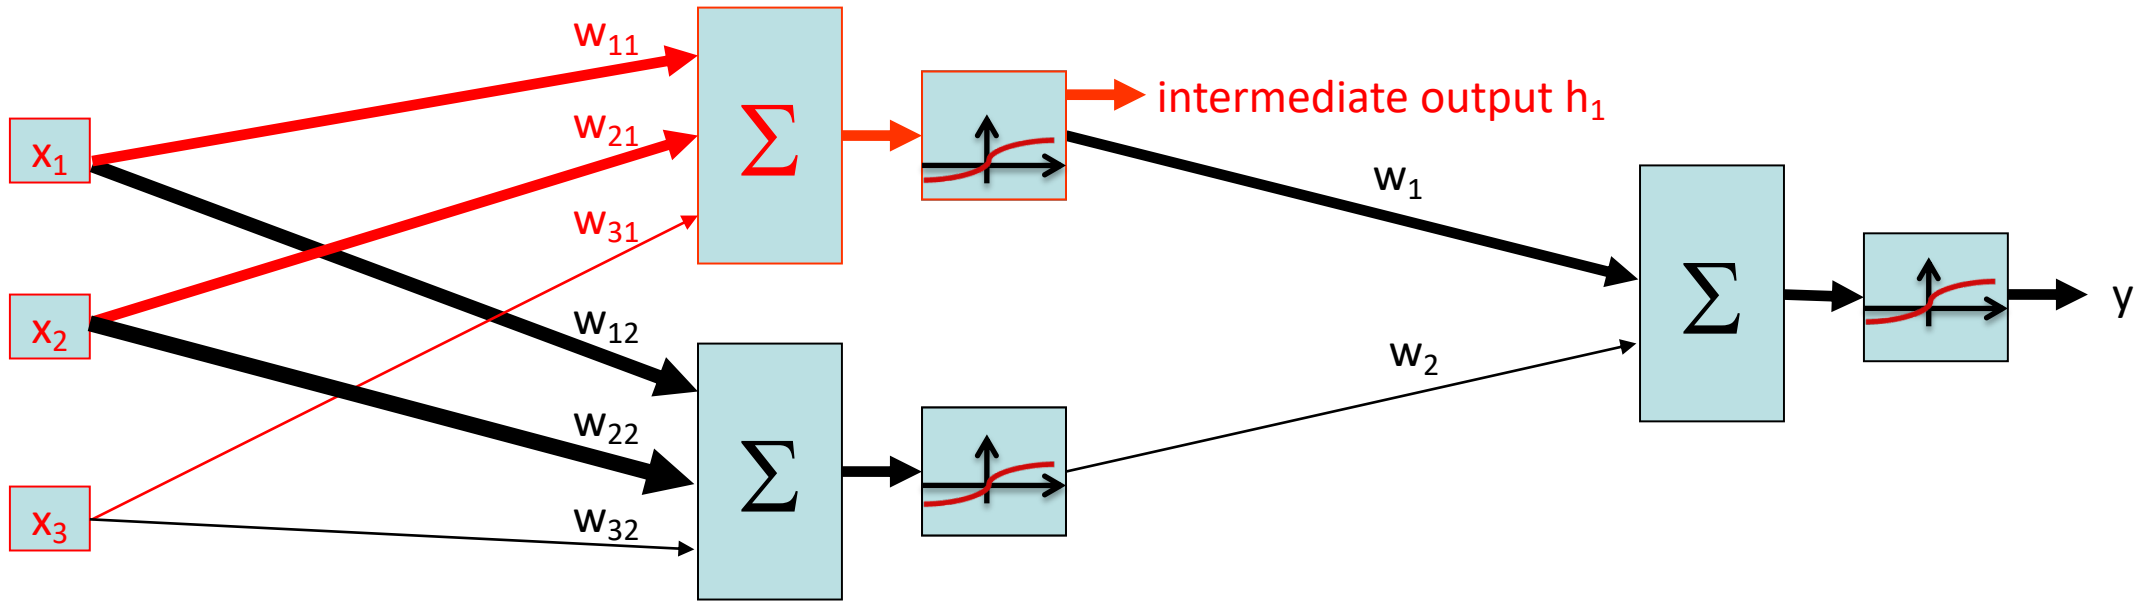 x₁
x₂
x₃
w₁₁
w₂₁
w₃₁
w₁₂
w₂₂
w₃₂
Σ
Σ
intermediate output h₁
w₁
w₂
Σ
y